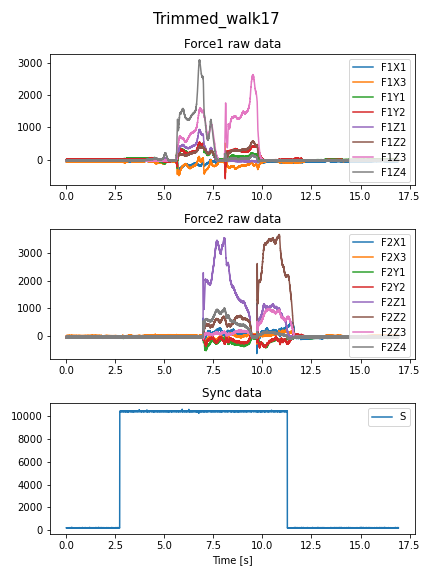 Trimmed_walk17
Force1 raw data
3000
2000
1000
0
0.0 2.5 5.0 7.5 10.0 12.5 15.0 17.5
F1X1
F1X3
F1Y1
F1Y2
F1Z1
F1Z2
F1Z3
F1Z4
Force2 raw data
3000
2000
1000
0
0.0 2.5 5.0 7.5 10.0 12.5 15.0 17.5
F2X1
F2X3
F2Y1
F2Y2
F2Z1
F2Z2
F2Z3
F2Z4
Sync data
10000
8000
6000
4000
2000
0
0.0 2.5 5.0 7.5 10.0 12.5 15.0 17.5
S
Time [s]